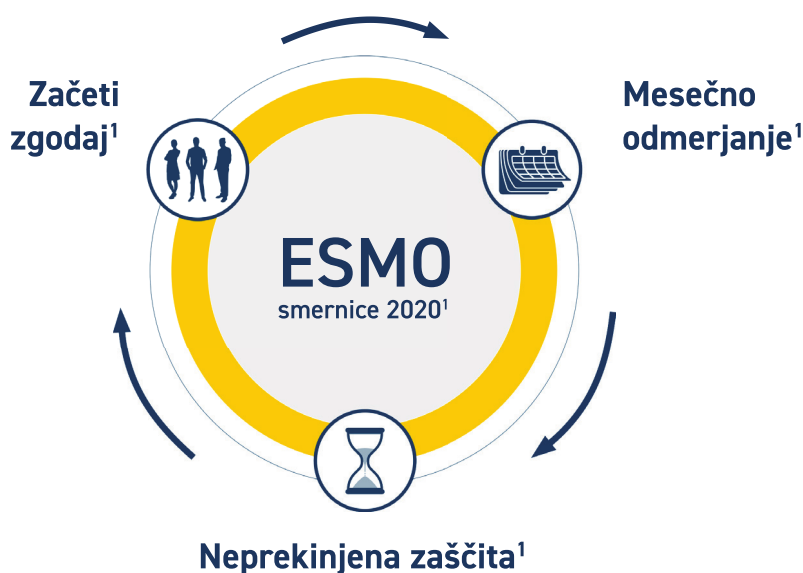 Začeti
zgodaj¹
Mesečno
odmerjanje¹
ESMO
smernice 2020¹
Neprekinjena zaščita¹